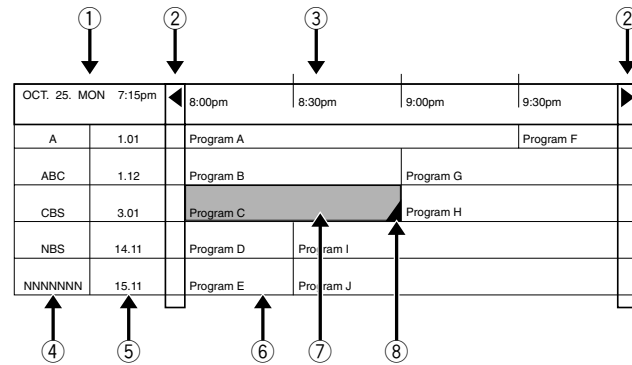 ① ② ③ ②
OCT. 25. MON 7:15pm 8:00pm 8:30pm 9:00pm 9:30pm
A 1.01 Program A Program F
ABC 1.12 Program B Program G
CBS 3.01 Program C Program H
NBS 14.11 Program D Program I
NNNNNNN 15.11 Program E Program J
④ ⑤ ⑥ ⑦ ⑧